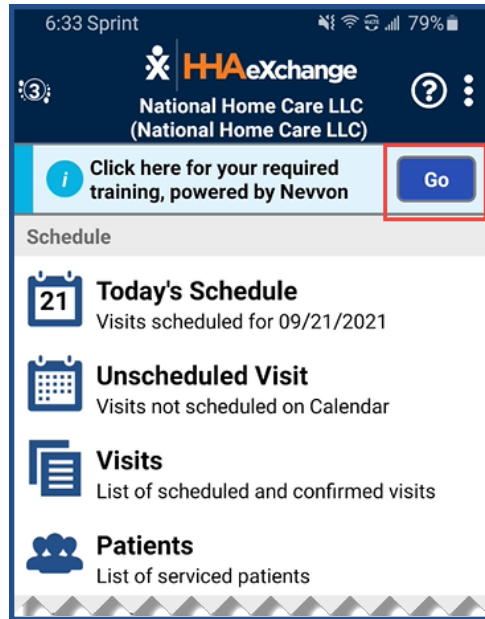 6:33 Sprint 79%
HHAeXchange
3
National Home Care LLC
(National Home Care LLC)
?
i
Click here for your required
training, powered by Nevvon
Go
Schedule
21
Today's Schedule
Visits scheduled for 09/21/2021
Unscheduled Visit
Visits not scheduled on Calendar
Visits
List of scheduled and confirmed visits
Patients
List of serviced patients